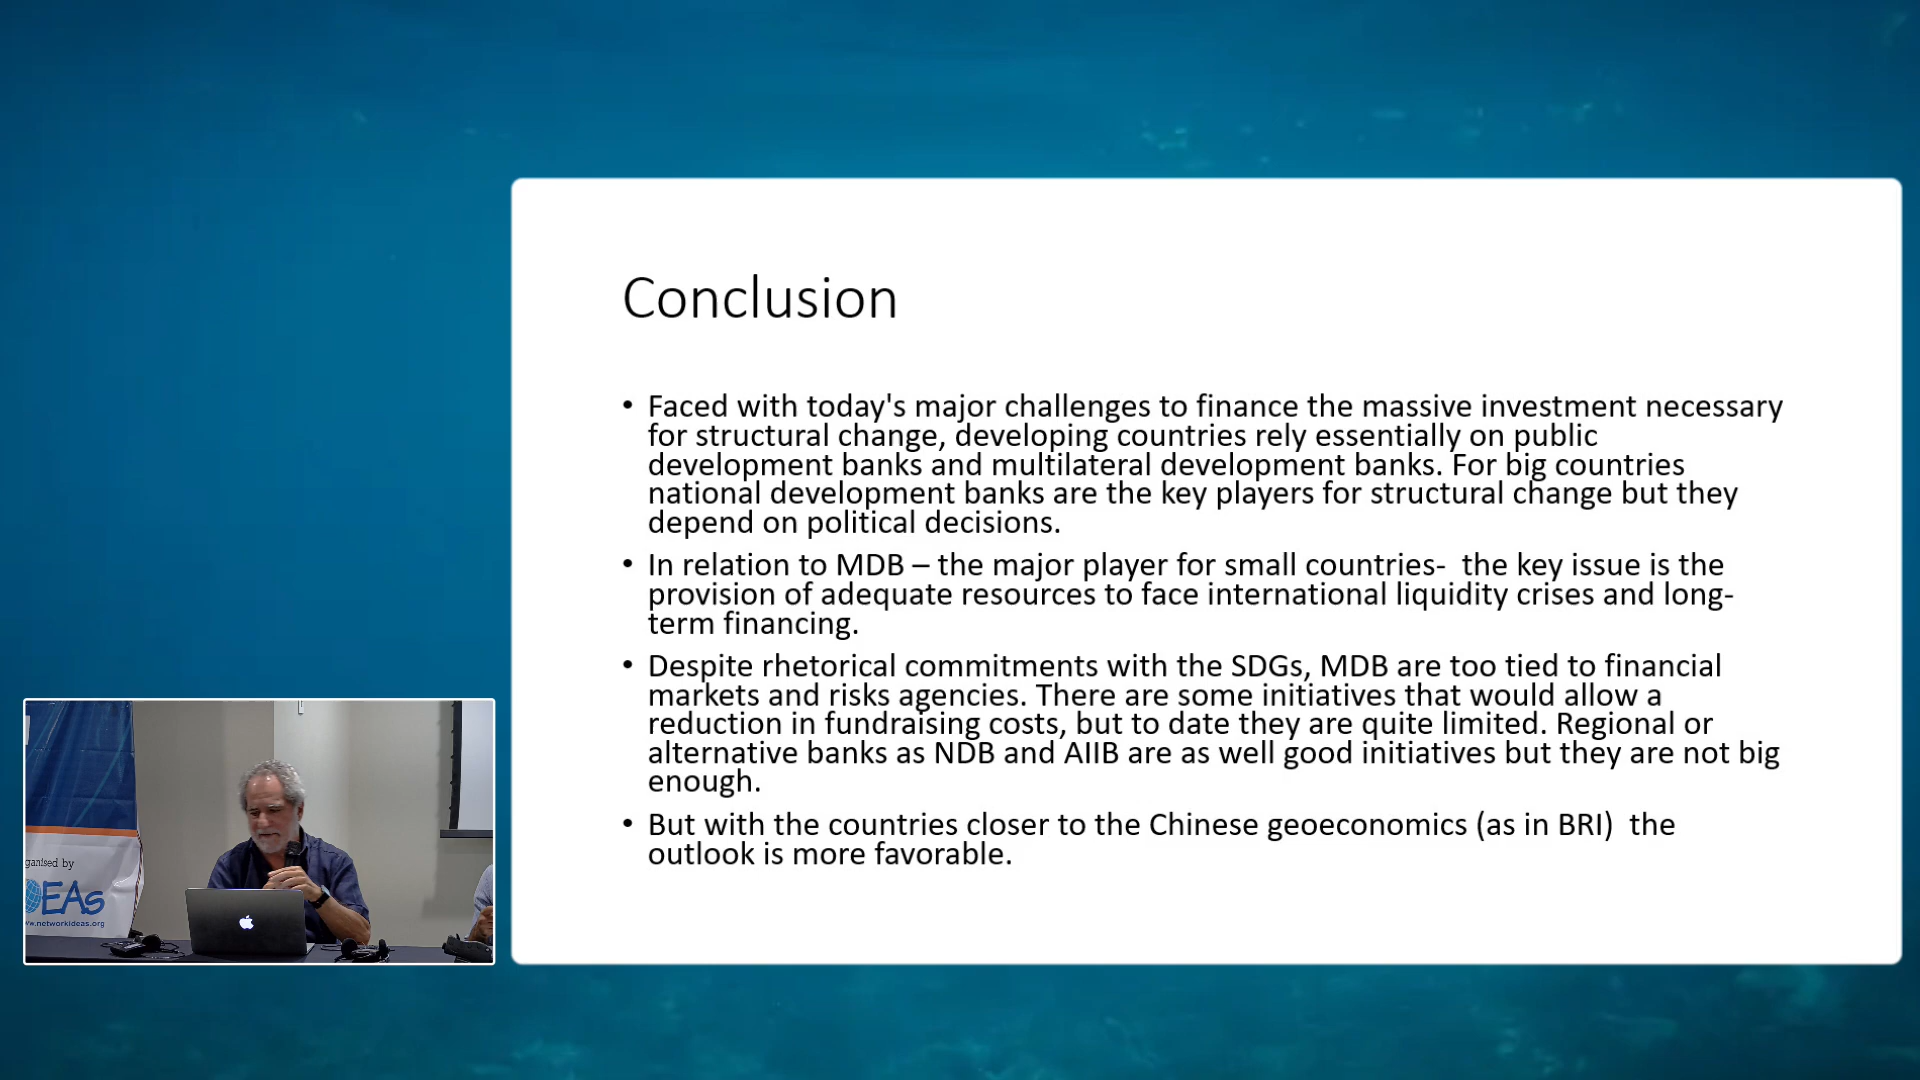 Conclusion
• Faced with today's major challenges to finance the massive investment necessary
for structural change, developing countries rely essentially on public
development banks and multilateral development banks. For big countries
national development banks are the key players for structural change but they
depend on political decisions.
• In relation to MDB – the major player for small countries-  the key issue is the
provision of adequate resources to face international liquidity crises and long-
term financing.
• Despite rhetorical commitments with the SDGs, MDB are too tied to financial
markets and risks agencies. There are some initiatives that would allow a
reduction in fundraising costs, but to date they are quite limited. Regional or
alternative banks as NDB and AIIB are as well good initiatives but they are not big
enough.
• But with the countries closer to the Chinese geoeconomics (as in BRI)  the
outlook is more favorable.
ganised by
EAs
w.networkideas.org